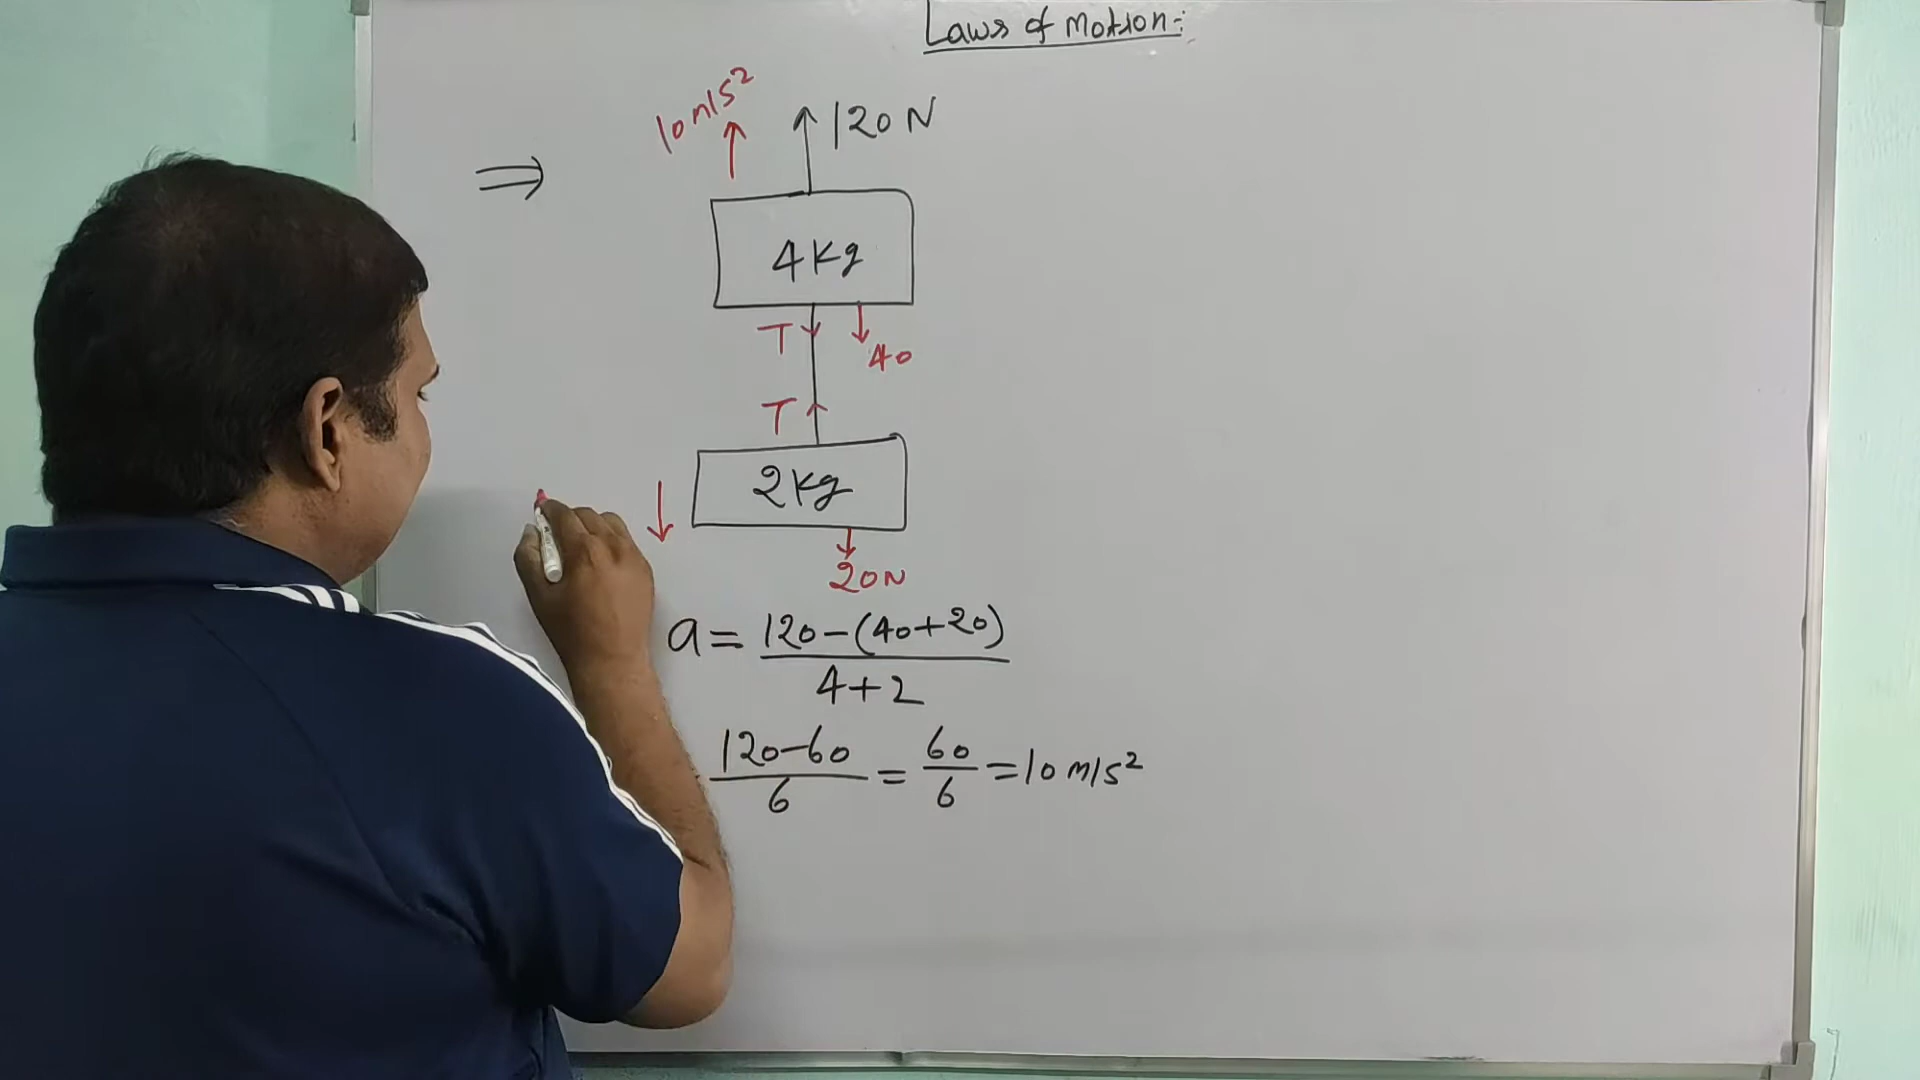 Laws of Motion:-
10 m/s²
120 N
⇒
4 Kg
T
40
T
2 Kg
20N
a = 120-(40+20) / 4+2
120-60 / 6 = 60 / 6 = 10 m/s²